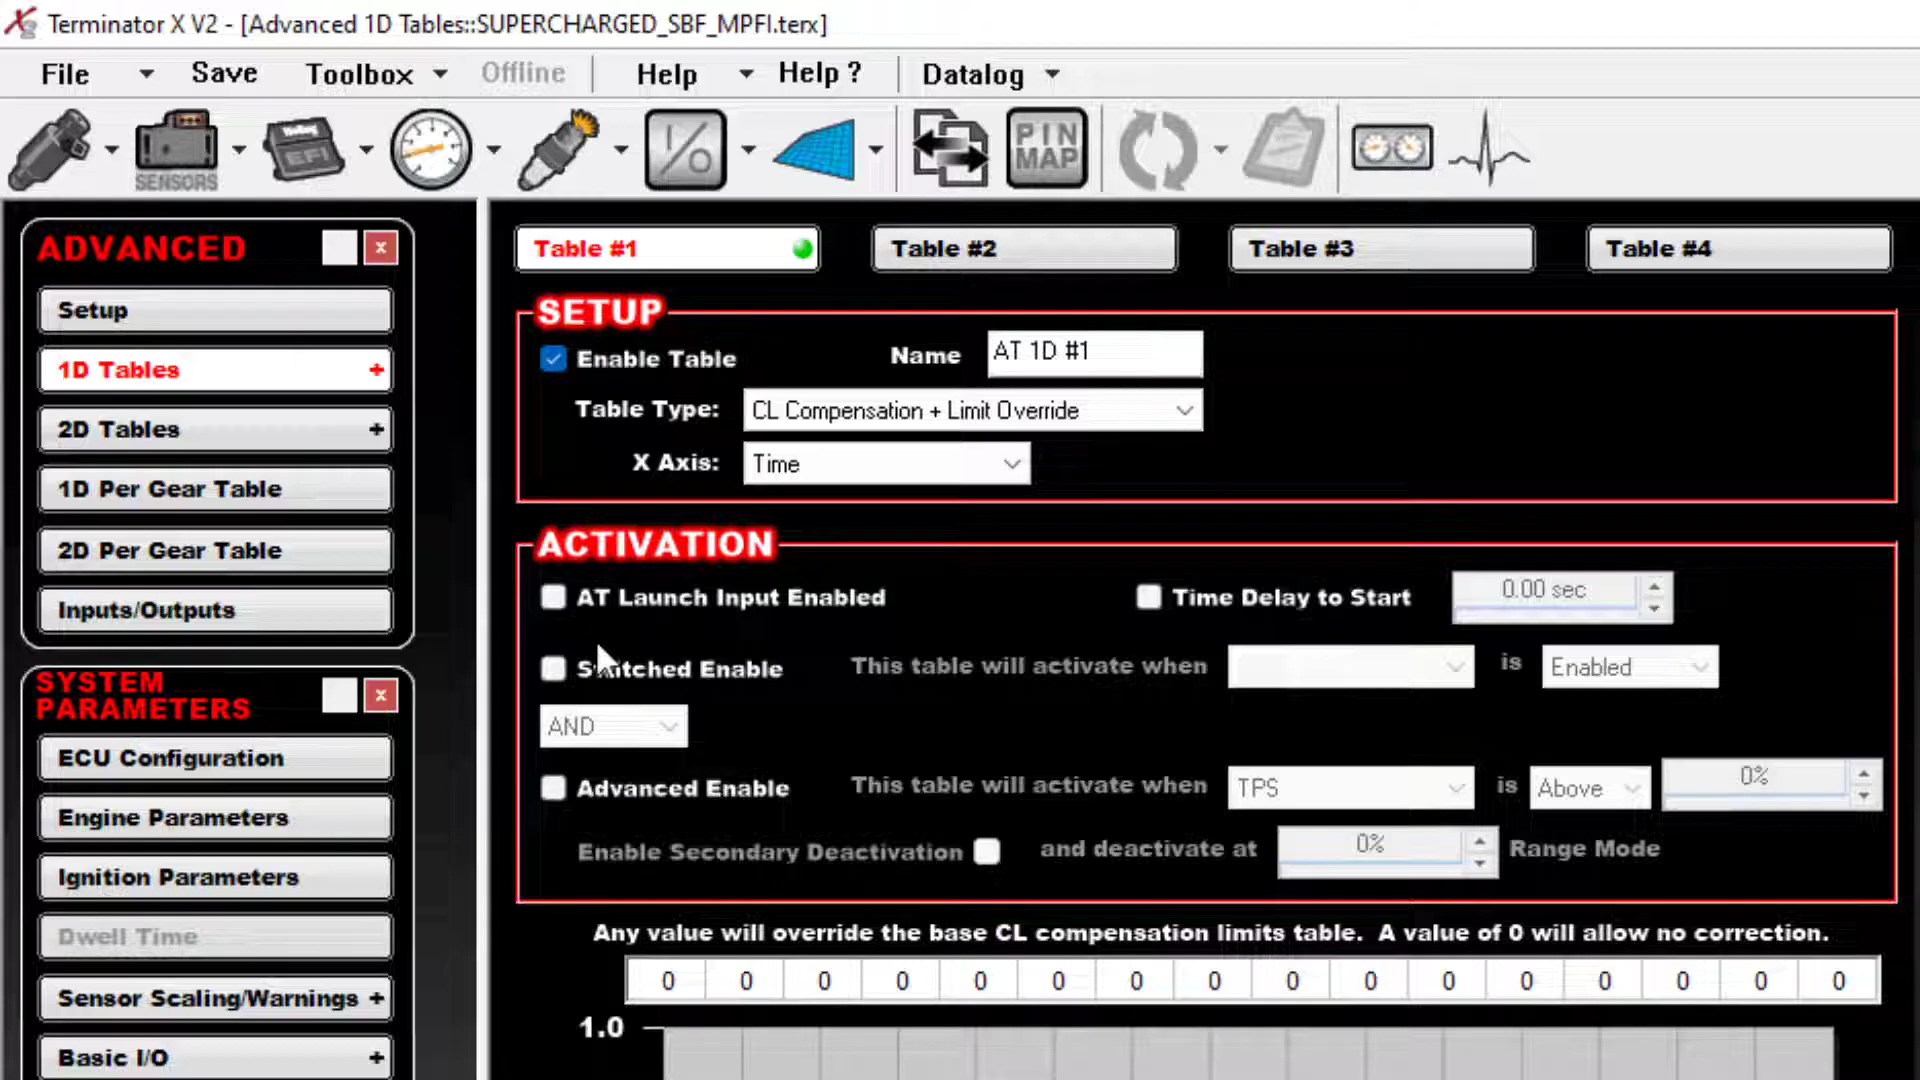 Terminator X V2 - [Advanced 1D Tables::SUPERCHARGED_SBF_MPFI.terx]
File Save Toolbox Offline Help Help ? Datalog
SENSORS Holley EFI I/O PIN MAP
ADVANCED
Setup
1D Tables +
2D Tables +
1D Per Gear Table
2D Per Gear Table
Inputs/Outputs
SYSTEM
PARAMETERS
ECU Configuration
Engine Parameters
Ignition Parameters
Dwell Time
Sensor Scaling/Warnings +
Basic I/O +
Table #1 Table #2 Table #3 Table #4
SETUP
Enable Table Name AT 1D #1
Table Type: CL Compensation + Limit Override
X Axis: Time
ACTIVATION
AT Launch Input Enabled Time Delay to Start 0.00 sec
Switched Enable This table will activate when is Enabled
AND
Advanced Enable This table will activate when TPS is Above 0%
Enable Secondary Deactivation and deactivate at 0% Range Mode
Any value will override the base CL compensation limits table. A value of 0 will allow no correction.
0 0 0 0 0 0 0 0 0 0 0 0 0 0 0 0
1.0